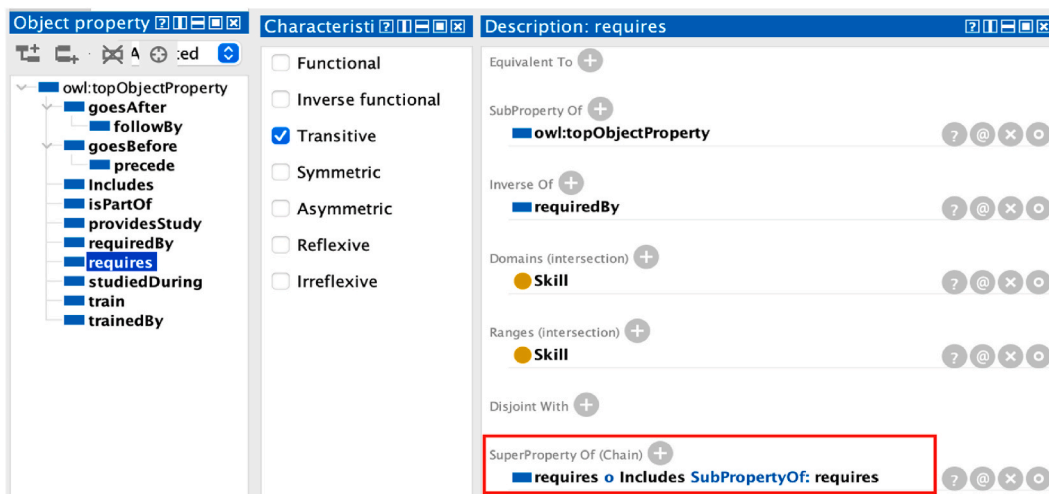 Object property
A :ed
owl:topObjectProperty
goesAfter
followBy
goesBefore
precede
Includes
isPartOf
providesStudy
requiredBy
requires
studiedDuring
train
trainedBy
Characteristi
Functional
Inverse functional
Transitive
Symmetric
Asymmetric
Reflexive
Irreflexive
Description: requires
Equivalent To
SubProperty Of
owl:topObjectProperty
Inverse Of
requiredBy
Domains (intersection)
Skill
Ranges (intersection)
Skill
Disjoint With
SuperProperty Of (Chain)
requires o Includes SubPropertyOf: requires